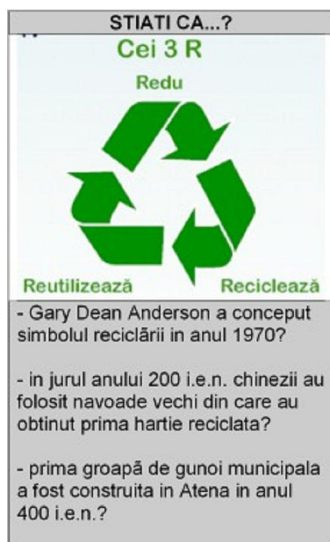 STIATI CA...?
Cei 3 R
Redu
Reutilizează
Reciclează
- Gary Dean Anderson a conceput
simbolul reciclãrii in anul 1970?
- in jurul anului 200 i.e.n. chinezii au
folosit navoade vechi din care au
obtinut prima hartie reciclata?
- prima groapã de gunoi municipala
a fost construita in Atena in anul
400 i.e.n.?